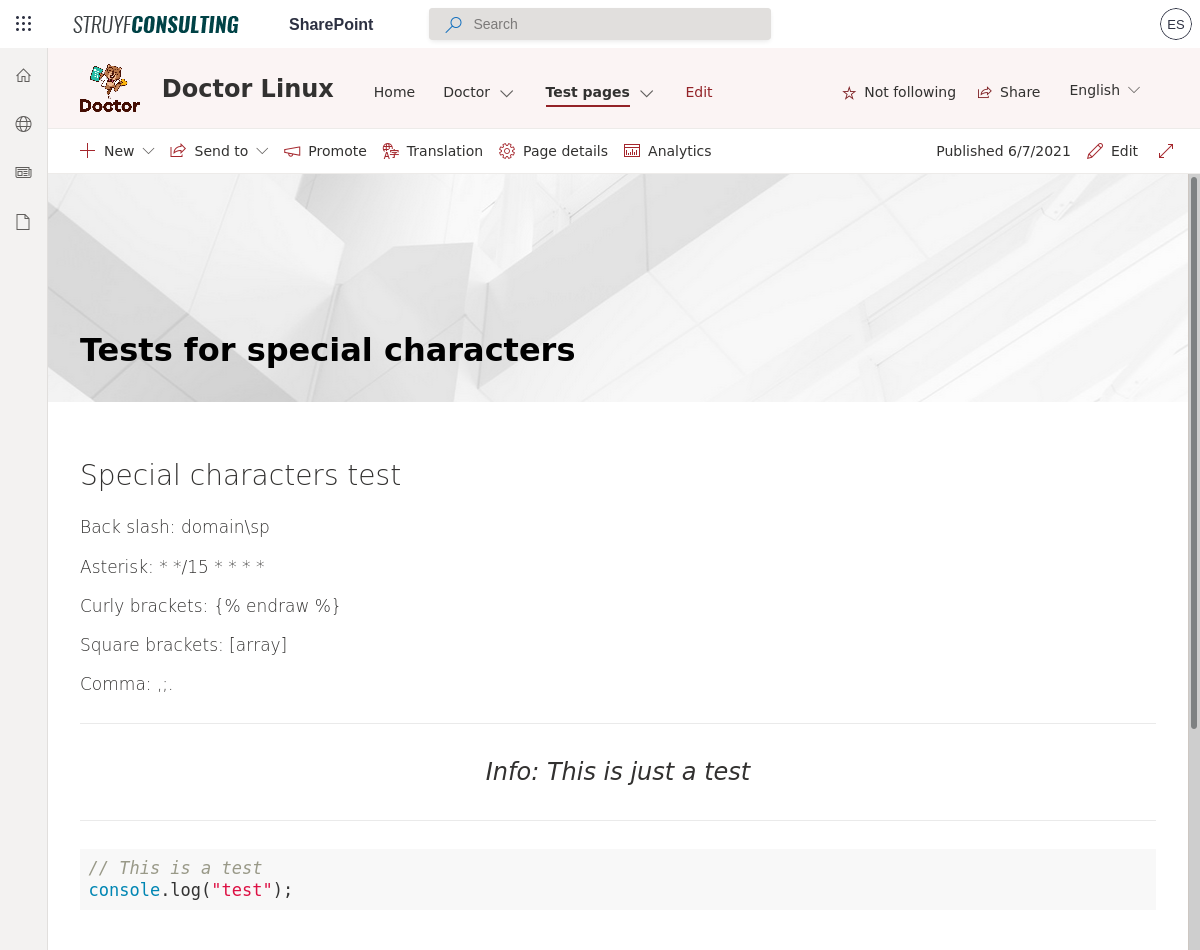 STRUYFCONSULTING SharePoint Search ES
Doctor Doctor Linux Home Doctor Test pages Edit Not following Share English
New Send to Promote Translation Page details Analytics Published 6/7/2021 Edit
Tests for special characters
Special characters test
Back slash: domain\sp
Asterisk: * */15 * * * *
Curly brackets: {% endraw %}
Square brackets: [array]
Comma: ,;.
Info: This is just a test
// This is a test
console.log("test");